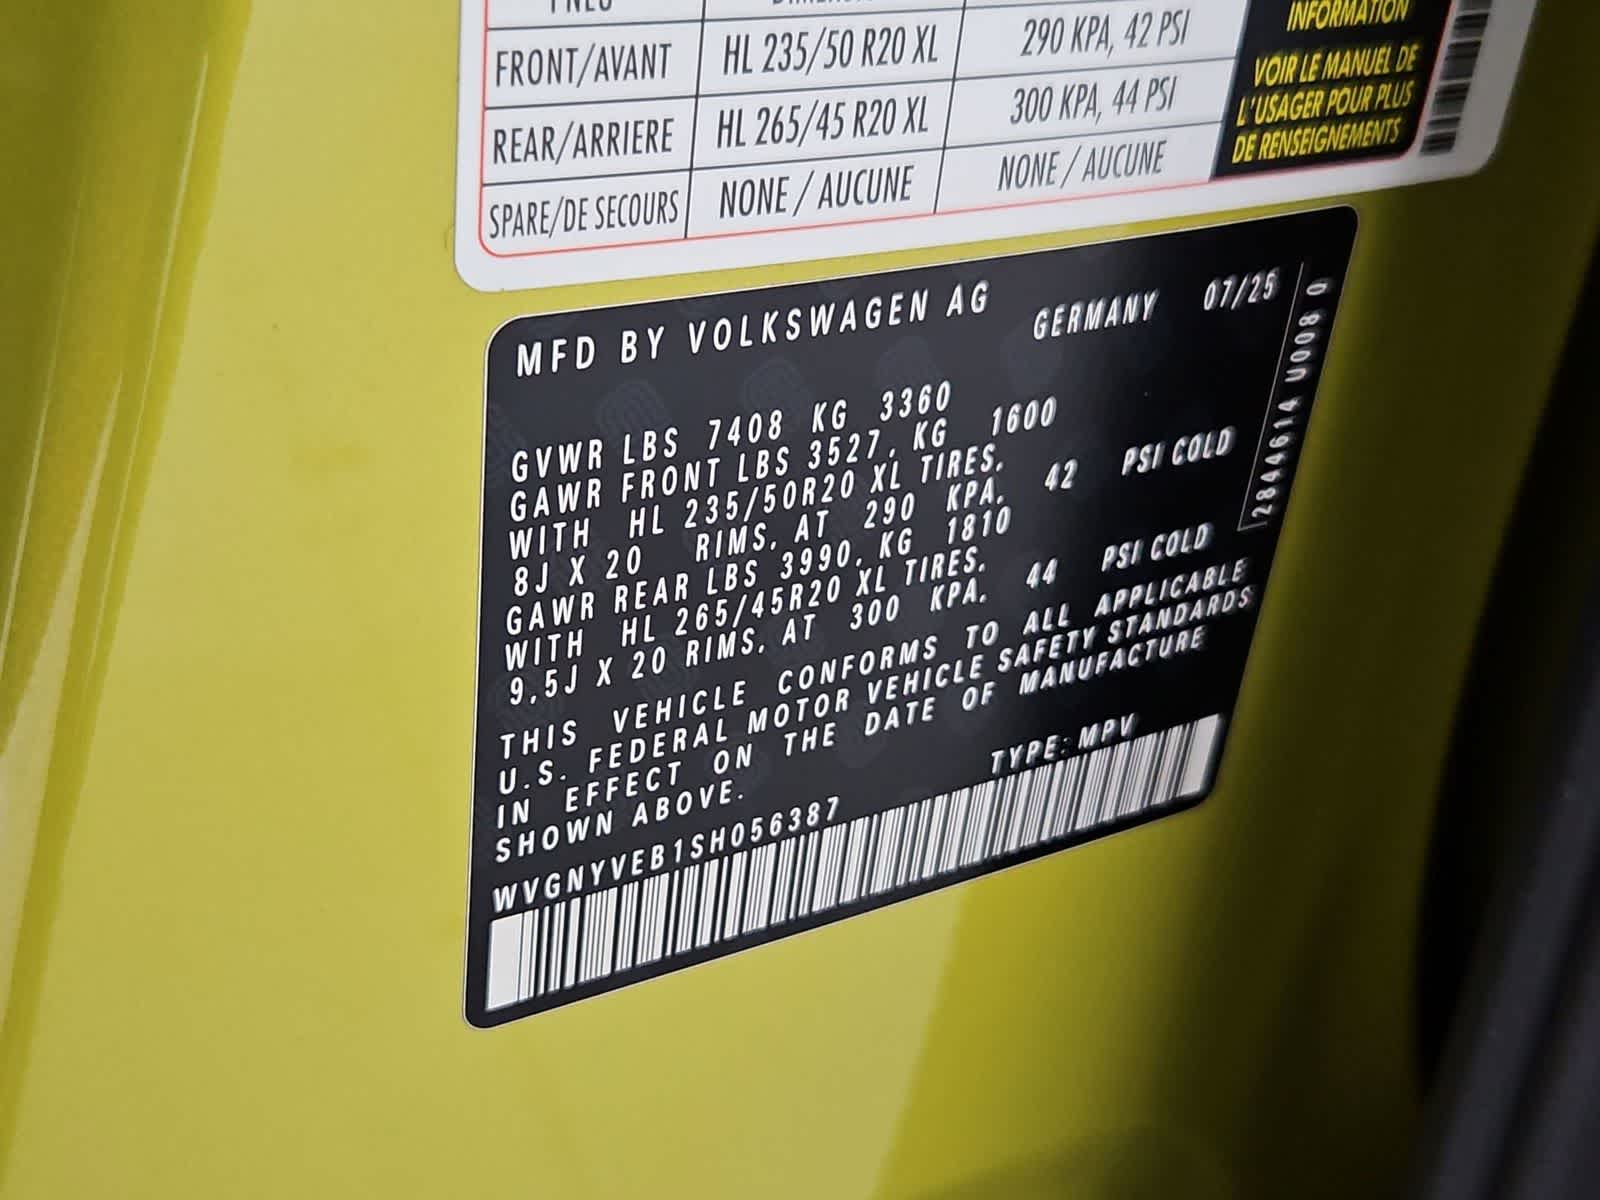 FRONT/AVANT HL 235/50 R20 XL 290 KPA, 42 PSI
REAR/ARRIERE HL 265/45 R20 XL 300 KPA, 44 PSI
SPARE/DE SECOURS NONE / AUCUNE NONE / AUCUNE
INFORMATION
VOIR LE MANUEL DE
L'USAGER POUR PLUS
DE RENSEIGNEMENTS
MFD BY VOLKSWAGEN AG GERMANY 07/25
GVWR LBS 7408 KG 3360
GAWR FRONT LBS 3527, KG 1600
WITH HL 235/50R20 XL TIRES,
8J X 20 RIMS, AT 290 KPA, 42 PSI COLD
GAWR REAR LBS 3990, KG 1810
WITH HL 265/45R20 XL TIRES,
9,5J X 20 RIMS, AT 300 KPA, 44 PSI COLD
THIS VEHICLE CONFORMS TO ALL APPLICABLE
U.S. FEDERAL MOTOR VEHICLE SAFETY STANDARDS
IN EFFECT ON THE DATE OF MANUFACTURE
SHOWN ABOVE.
TYPE: MPV
WVGNYVEB1SH056387
2844614 U008 0